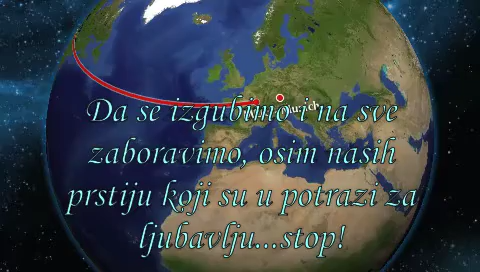 Da se izgubimo i na sve
zaboravimo, osim nasih
prstiju koji su u potrazi za
ljubavlju...stop!